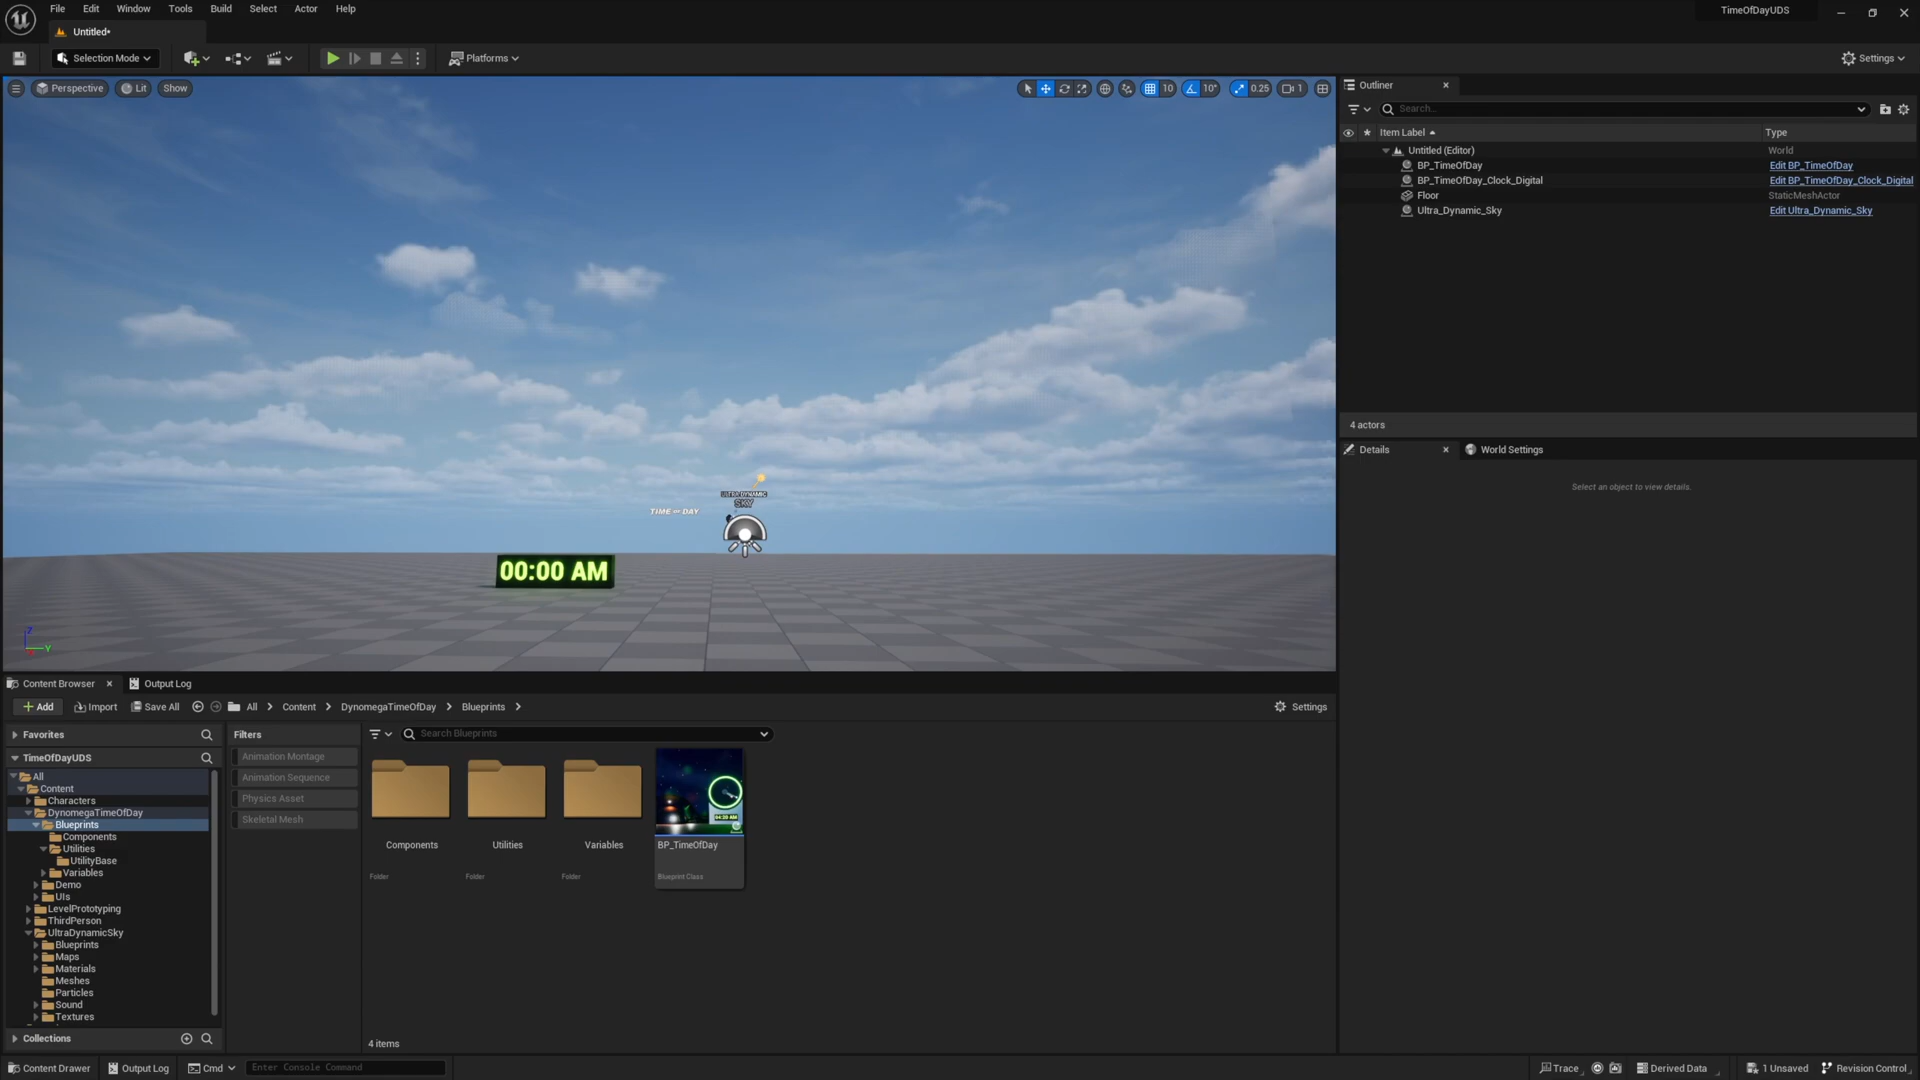 File Edit Window Tools Build Select Actor Help
TimeOfDayUDS
Untitled*
Selection Mode
Platforms
Settings
Perspective Lit Show
10 10° 0.25 1
ULTRA DYNAMIC
SKY
TIME OF DAY
00:00 AM
Z
Y
Outliner
Search...
Item Label Type
Untitled (Editor) World
BP_TimeOfDay Edit BP_TimeOfDay
BP_TimeOfDay_Clock_Digital Edit BP_TimeOfDay_Clock_Digital
Floor StaticMeshActor
Ultra_Dynamic_Sky Edit Ultra_Dynamic_Sky
4 actors
Details World Settings
Select an object to view details.
Content Browser Output Log
Add Import Save All All Content DynomegaTimeOfDay Blueprints Settings
Favorites
TimeOfDayUDS
All
Content
Characters
DynomegaTimeOfDay
Blueprints
Components
Utilities
UtilityBase
Variables
Demo
UIs
LevelPrototyping
ThirdPerson
UltraDynamicSky
Blueprints
Maps
Materials
Meshes
Particles
Sound
Textures
Collections
Filters
Animation Montage
Animation Sequence
Physics Asset
Skeletal Mesh
Search Blueprints
Components Utilities Variables BP_TimeOfDay
Folder Folder Folder Blueprint Class
4 items
Content Drawer Output Log Cmd Enter Console Command
Trace Derived Data 1 Unsaved Revision Control